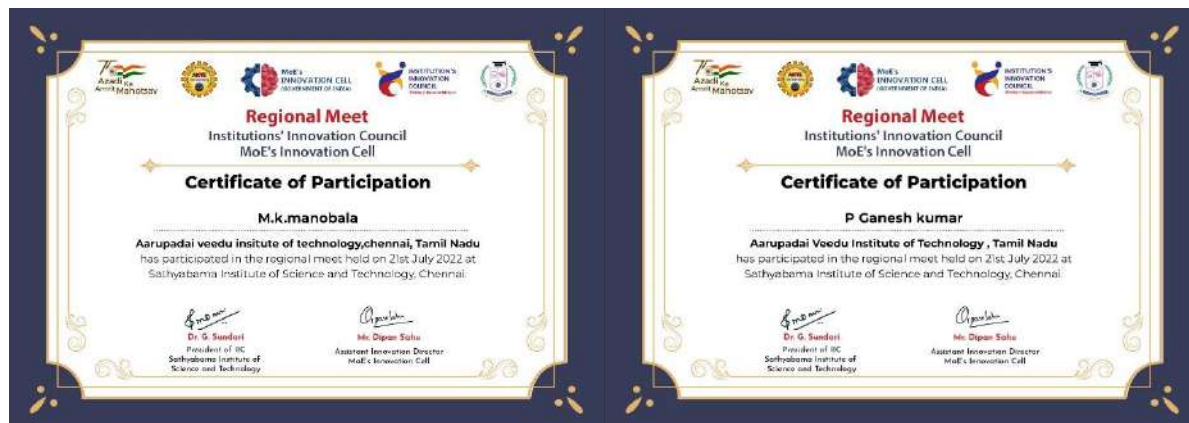 Azadi Ka
Amrit Mahotsav
MoE's
INNOVATION CELL
(GOVERNMENT OF INDIA)
INSTITUTION'S
INNOVATION
COUNCIL
Regional Meet
Institutions' Innovation Council
MoE's Innovation Cell
Certificate of Participation
M.k.manobala
Aarupadai veedu insitute of technology,chennai, Tamil Nadu
has participated in the regional meet held on 21st July 2022 at
Sathyabama Institute of Science and Technology, Chennai.
Dr. G. Sundari
President of IIC
Sathyabama Institute of
Science and Technology
Mr. Dipan Sahu
Assistant Innovation Director
MoE's Innovation Cell
Azadi Ka
Amrit Mahotsav
MoE's
INNOVATION CELL
(GOVERNMENT OF INDIA)
INSTITUTION'S
INNOVATION
COUNCIL
Regional Meet
Institutions' Innovation Council
MoE's Innovation Cell
Certificate of Participation
P Ganesh kumar
Aarupadai Veedu Institute of Technology , Tamil Nadu
has participated in the regional meet held on 21st July 2022 at
Sathyabama Institute of Science and Technology, Chennai.
Dr. G. Sundari
President of IIC
Sathyabama Institute of
Science and Technology
Mr. Dipan Sahu
Assistant Innovation Director
MoE's Innovation Cell